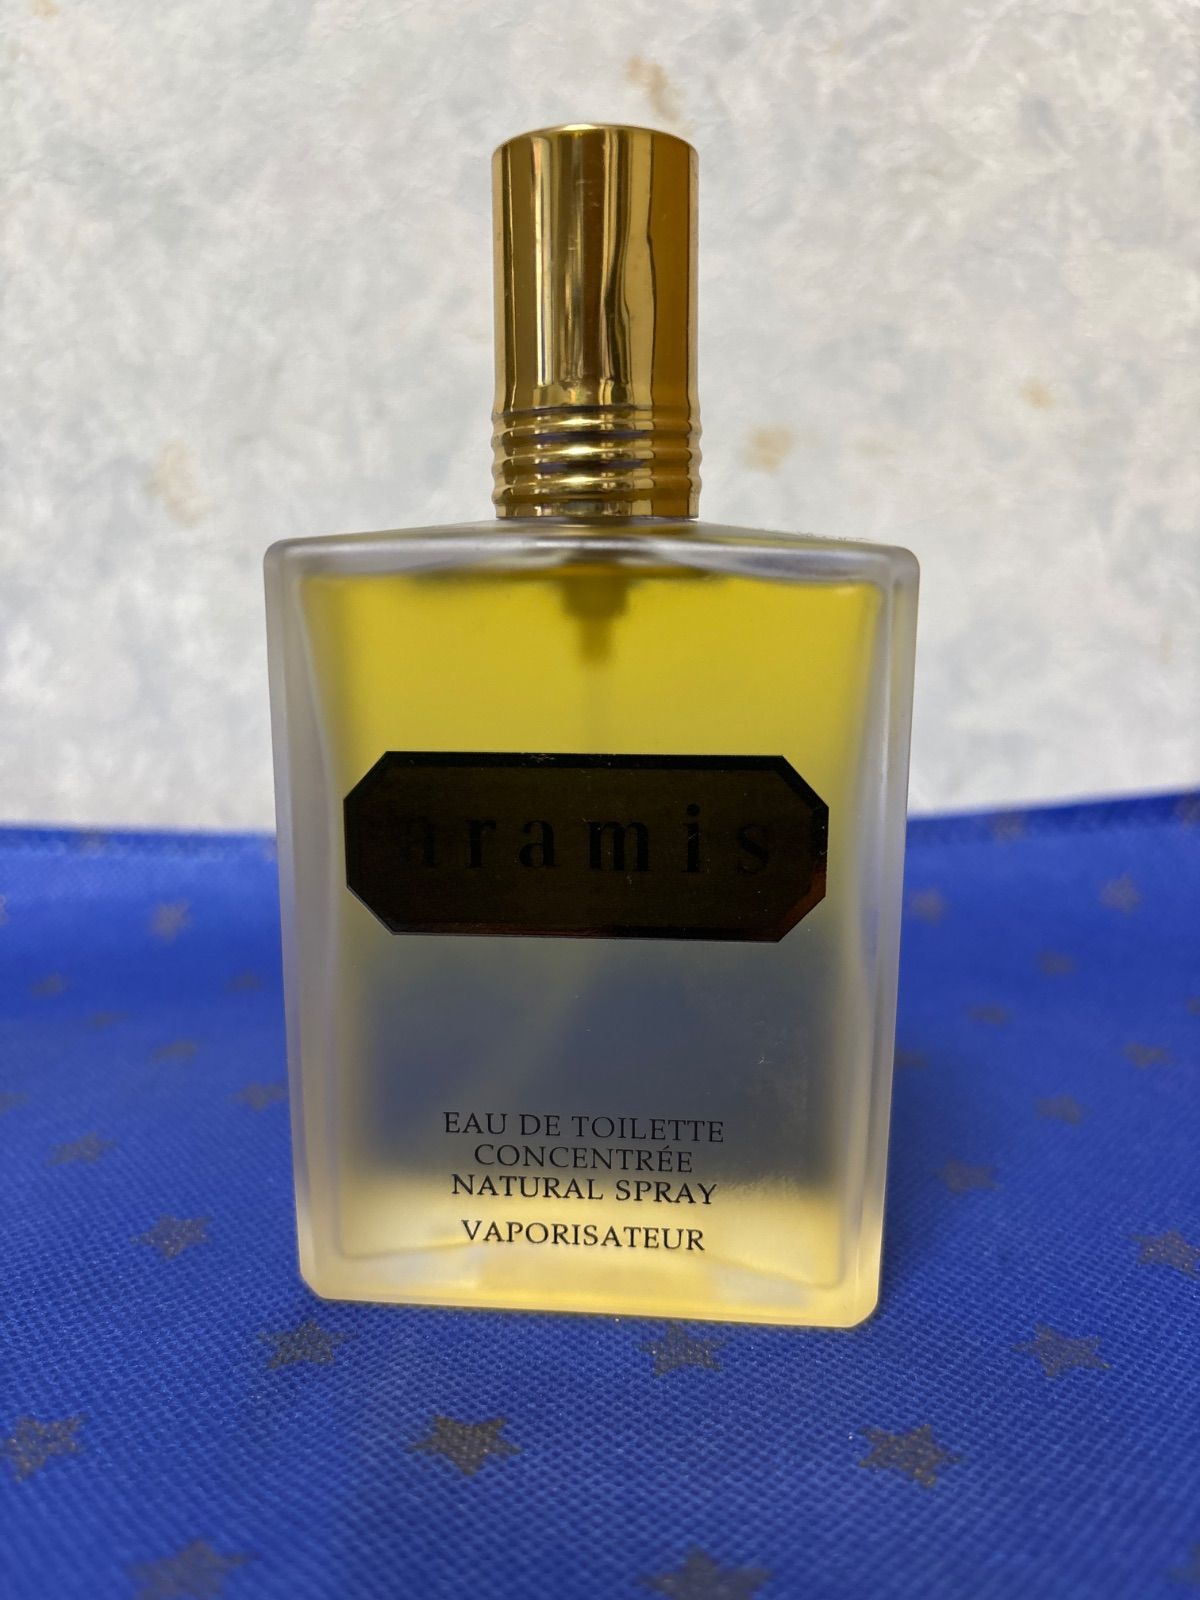 aramis
EAU DE TOILETTE
CONCENTRÉE
NATURAL SPRAY
VAPORISATEUR